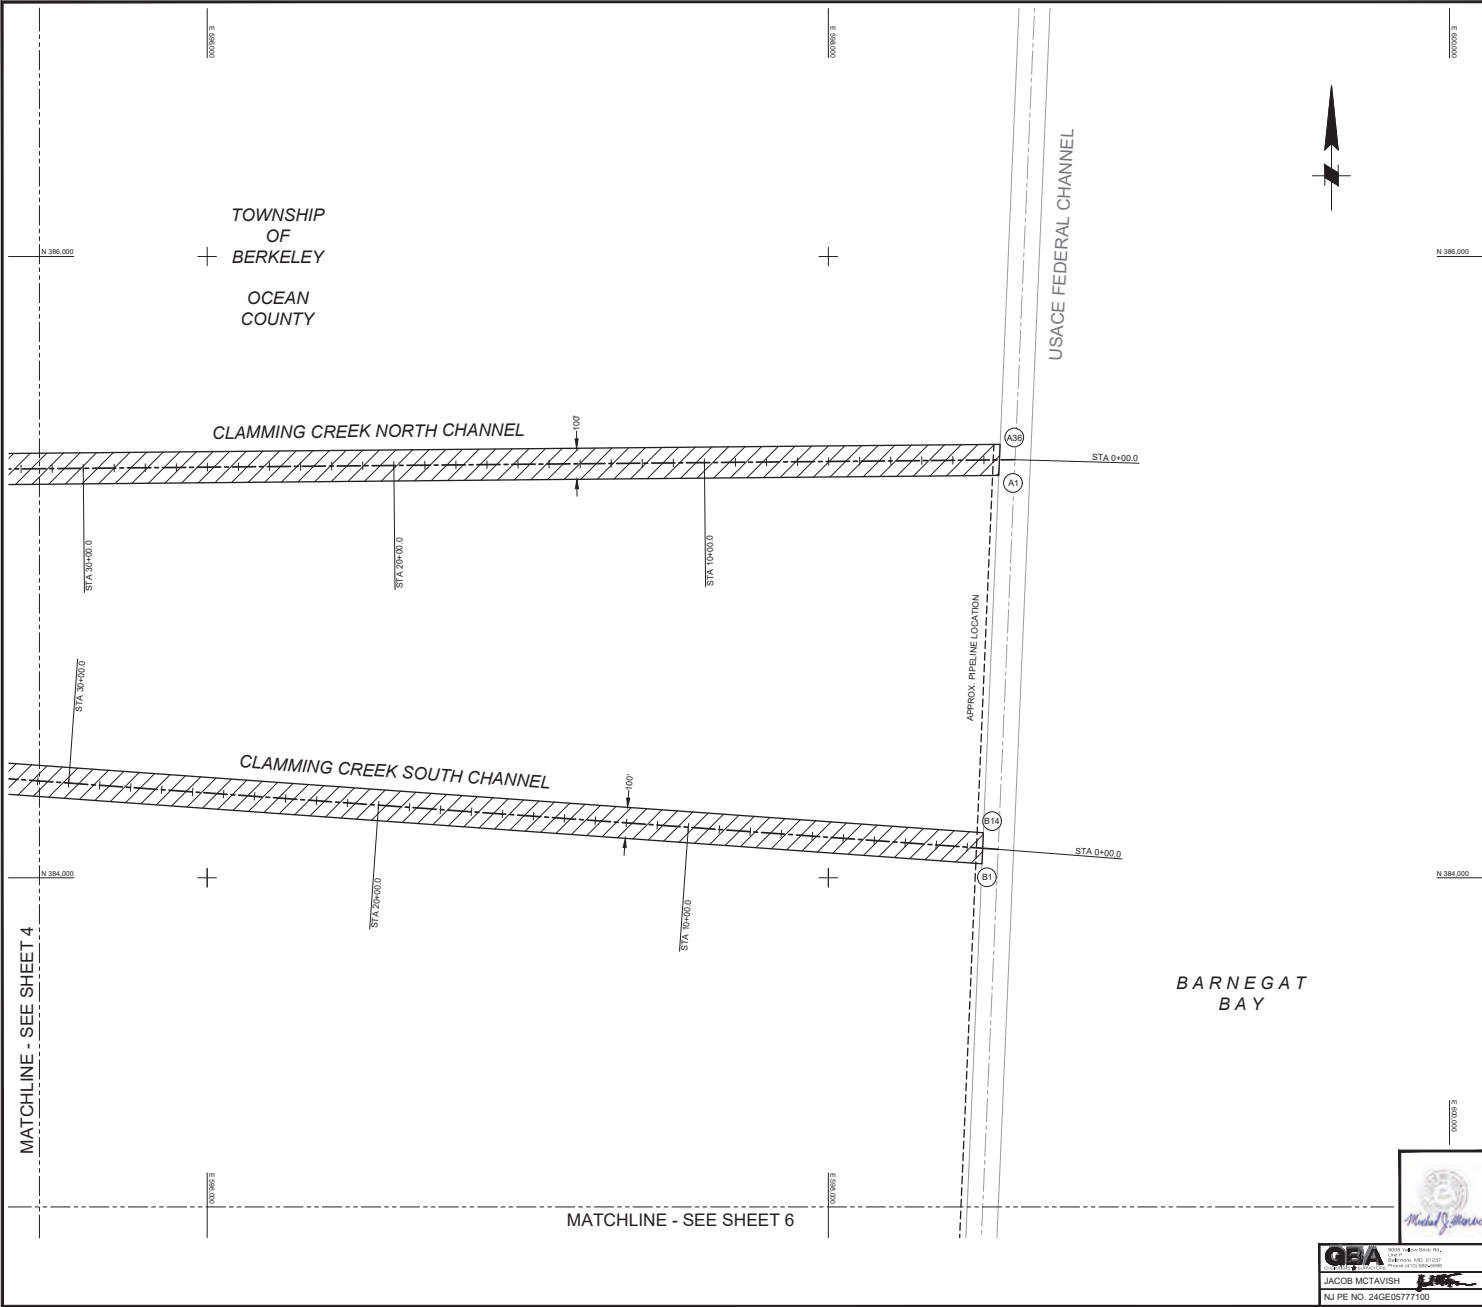 E 596,000
E 598,000
E 600,000
USACE FEDERAL CHANNEL
TOWNSHIP
OF
BERKELEY
OCEAN
COUNTY
N 386,000
N 386,000
CLAMMING CREEK NORTH CHANNEL
100'
A36
STA 0+00.0
A1
STA 30+00.0
STA 20+00.0
STA 10+00.0
APPROX. PIPELINE LOCATION
STA 30+00.0
CLAMMING CREEK SOUTH CHANNEL
100'
B14
STA 0+00.0
B1
N 384,000
N 384,000
STA 20+00.0
STA 10+00.0
MATCHLINE - SEE SHEET 4
BARNEGAT
BAY
E 600,000
E 596,000
E 598,000
MATCHLINE - SEE SHEET 6
GBA
Baltimore, MD 21237
JACOB MCTAVISH
NJ PE NO. 24GE05777100